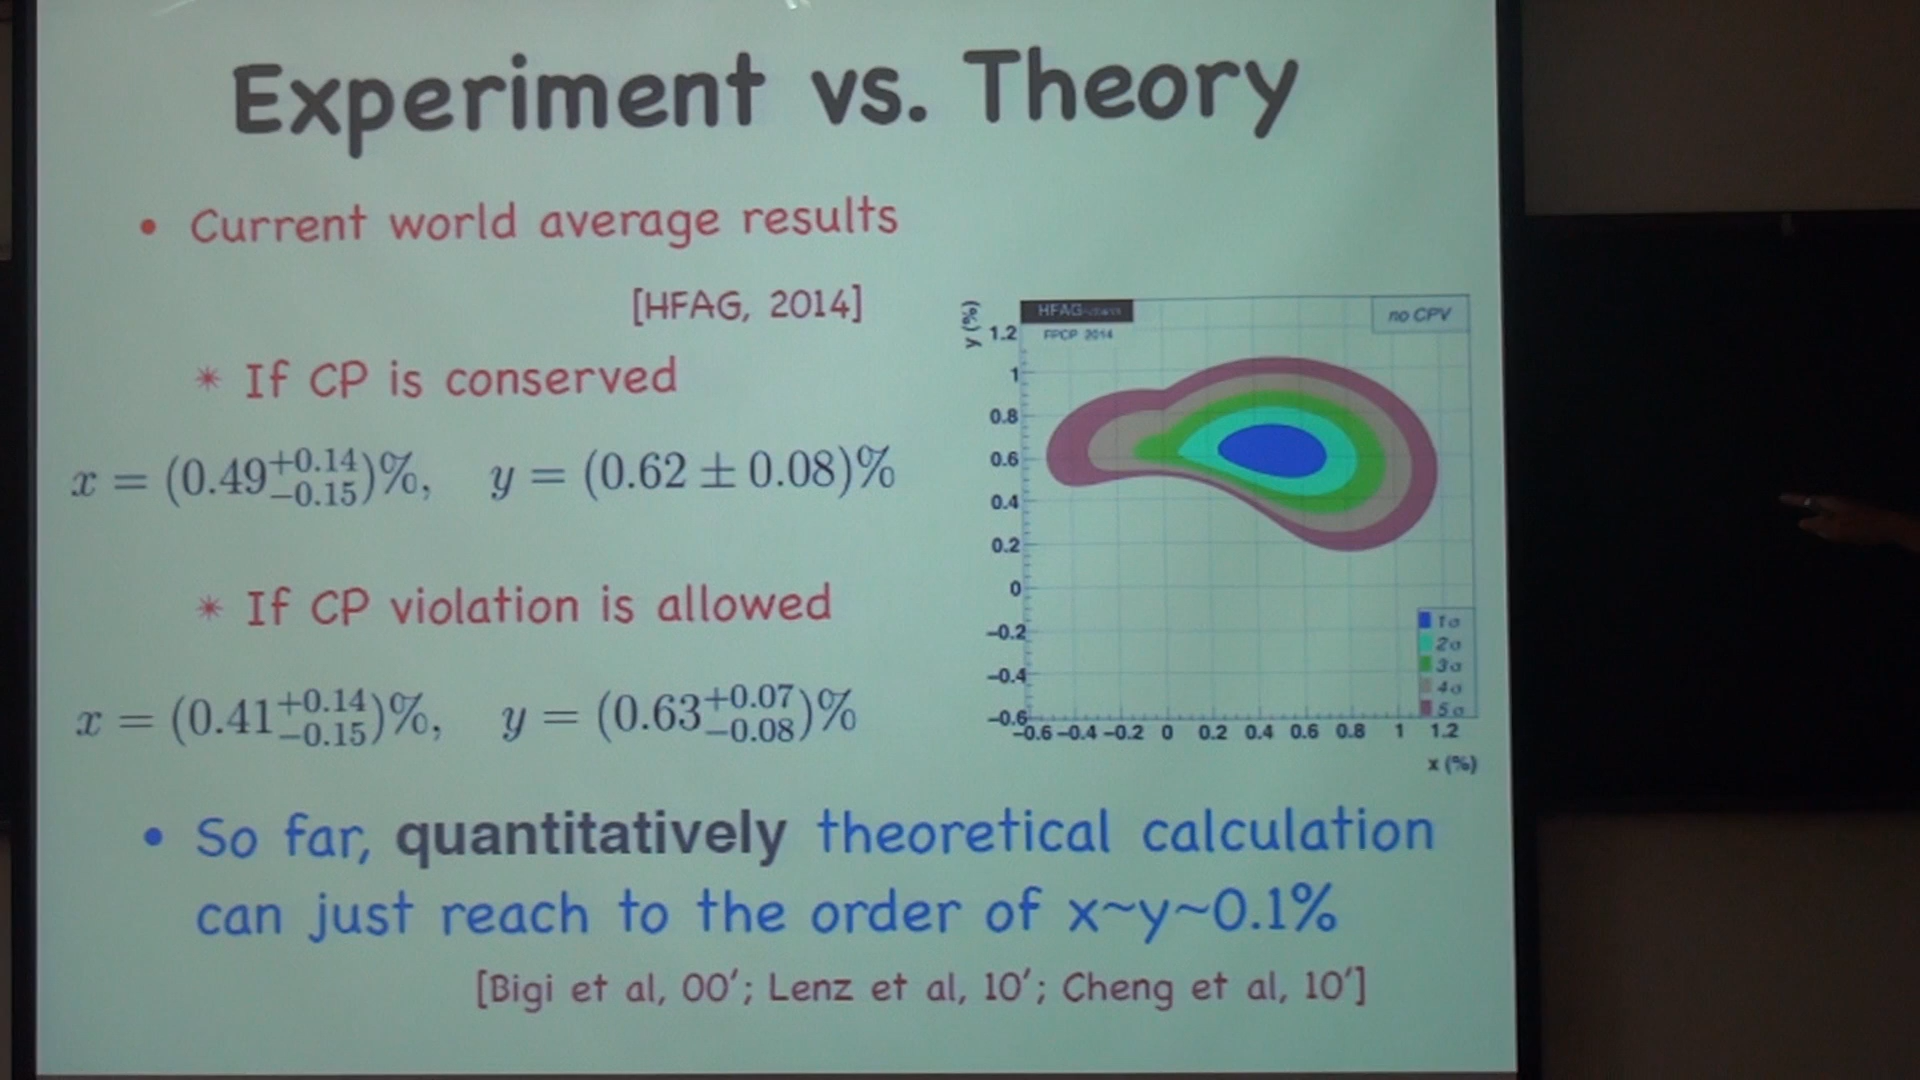 Experiment vs. Theory
• Current world average results
[HFAG, 2014]
* If CP is conserved
x = (0.49+0.14−0.15)%, y = (0.62 ± 0.08)%
* If CP violation is allowed
x = (0.41+0.14−0.15)%, y = (0.63+0.07−0.08)%
y (%)
HFAG
FPCP 2014
no CPV
1.2
1
0.8
0.6
0.4
0.2
0
−0.2
−0.4
−0.6
−0.6 −0.4 −0.2 0 0.2 0.4 0.6 0.8 1 1.2
x (%)
1σ
2σ
3σ
4σ
5σ
• So far, quantitatively theoretical calculation
can just reach to the order of x~y~0.1%
[Bigi et al, 00′; Lenz et al, 10′; Cheng et al, 10′]